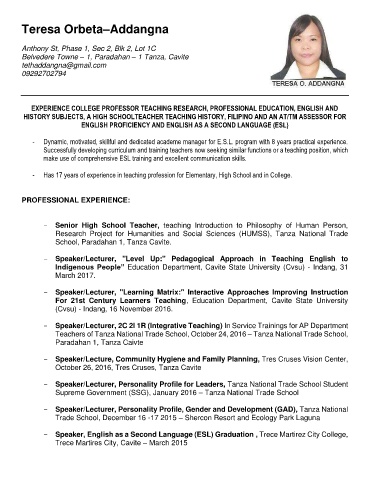 Teresa Orbeta–Addangna
Anthony St, Phase 1, Sec 2, Blk 2, Lot 1C
Belvedere Towne – 1, Paradahan – 1 Tanza, Cavite
tethaddangna@gmail.com
09292702794
TERESA O. ADDANGNA
EXPERIENCE COLLEGE PROFESSOR TEACHING RESEARCH, PROFESSIONAL EDUCATION, ENGLISH AND
HISTORY SUBJECTS, A HIGH SCHOOLTEACHER TEACHING HISTORY, FILIPINO AND AN AT/TM ASSESSOR FOR
ENGLISH PROFICIENCY AND ENGLISH AS A SECOND LANGUAGE (ESL)
- Dynamic, motivated, skillful and dedicated academe manager for E.S.L. program with 8 years practical experience.
Successfully developing curriculum and training teachers now seeking similar functions or a teaching position, which
make use of comprehensive ESL training and excellent communication skills.
- Has 17 years of experience in teaching profession for Elementary, High School and in College.
PROFESSIONAL EXPERIENCE:
- Senior High School Teacher, teaching Introduction to Philosophy of Human Person,
Research Project for Humanities and Social Sciences (HUMSS), Tanza National Trade
School, Paradahan 1, Tanza Cavite.
- Speaker/Lecturer, "Level Up:" Pedagogical Approach in Teaching English to
Indigenous People" Education Department, Cavite State University (Cvsu) - Indang, 31
March 2017.
- Speaker/Lecturer, "Learning Matrix:" Interactive Approaches Improving Instruction
For 21st Century Learners Teaching, Education Department, Cavite State University
(Cvsu) - Indang, 16 November 2016.
- Speaker/Lecturer, 2C 2I 1R (Integrative Teaching) In Service Trainings for AP Department
Teachers of Tanza National Trade School, October 24, 2016 – Tanza National Trade School,
Paradahan 1, Tanza Caivte
- Speaker/Lecture, Community Hygiene and Family Planning, Tres Cruses Vision Center,
October 26, 2016, Tres Cruses, Tanza Cavite
- Speaker/Lecturer, Personality Profile for Leaders, Tanza National Trade School Student
Supreme Government (SSG), January 2016 – Tanza National Trade School
- Speaker/Lecturer, Personality Profile, Gender and Development (GAD), Tanza National
Trade School, December 16 -17 2015 – Shercon Resort and Ecology Park Laguna
- Speaker, English as a Second Language (ESL) Graduation , Trece Martirez City College,
Trece Martires City, Cavite – March 2015